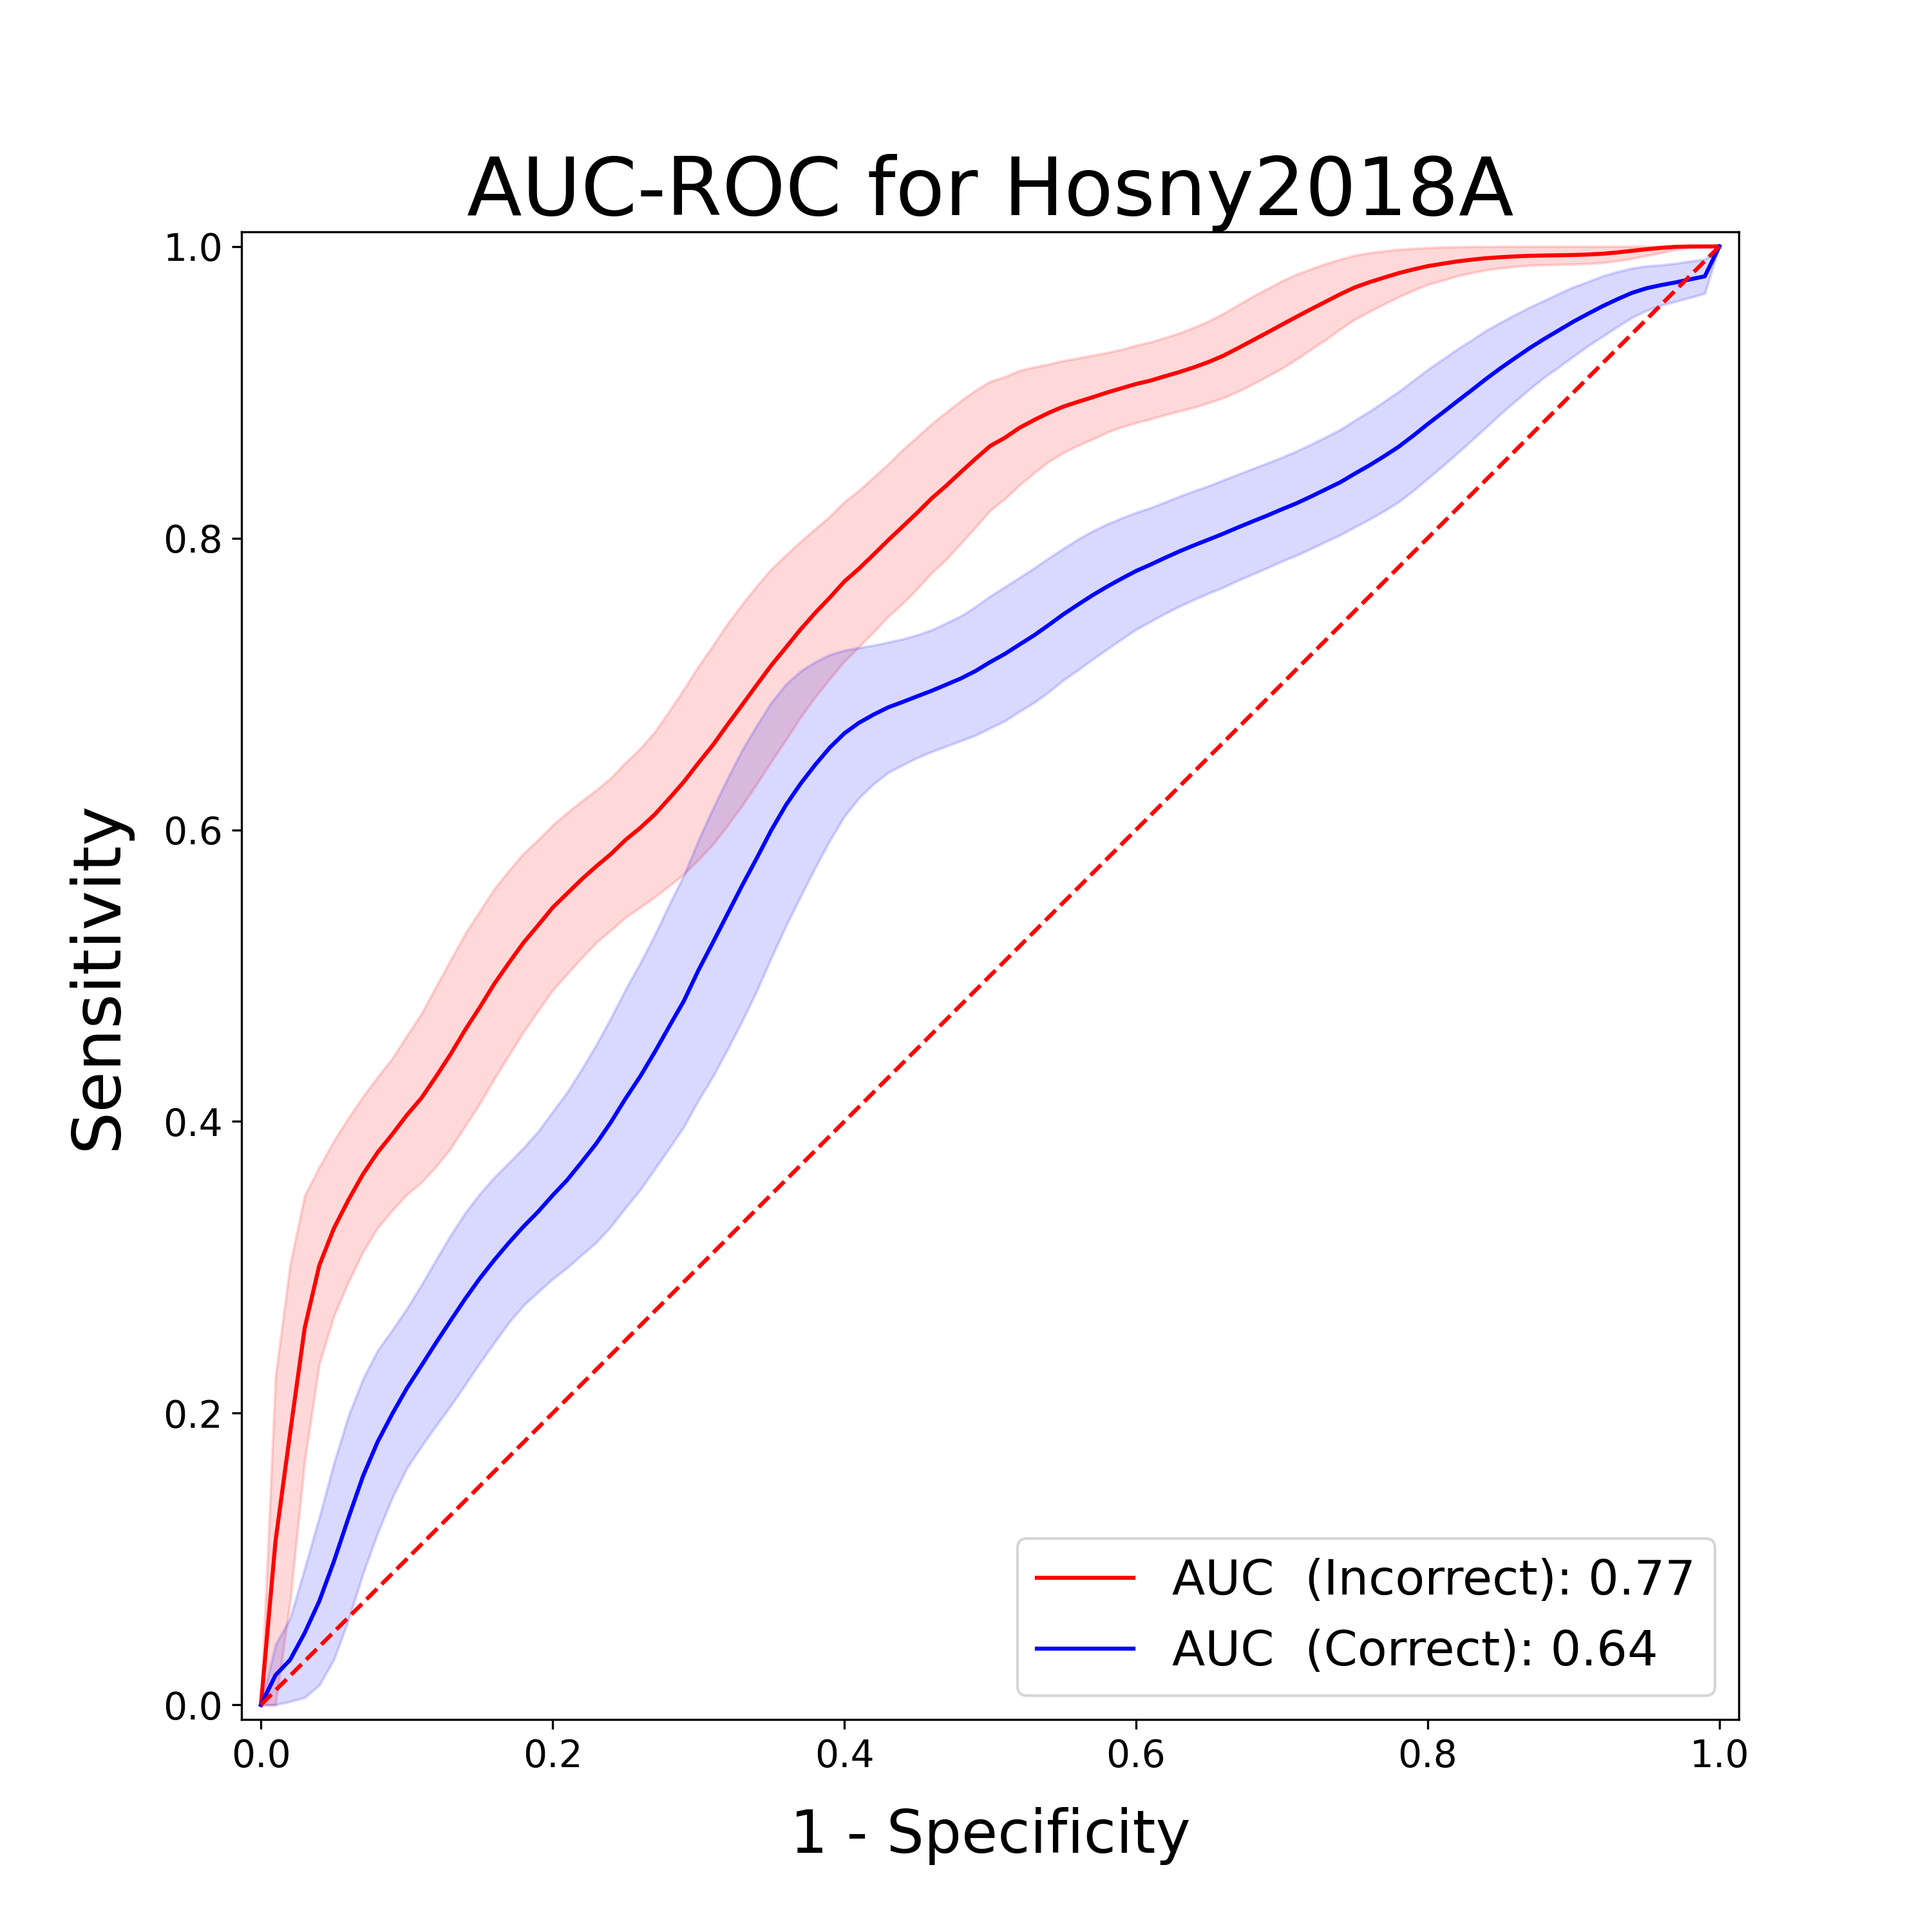 AUC-ROC for Hosny2018A
1.0
0.8
0.6
0.4
0.2
0.0
Sensitivity
AUC  (Incorrect): 0.77
AUC  (Correct): 0.64
0.0 0.2 0.4 0.6 0.8 1.0
1 - Specificity